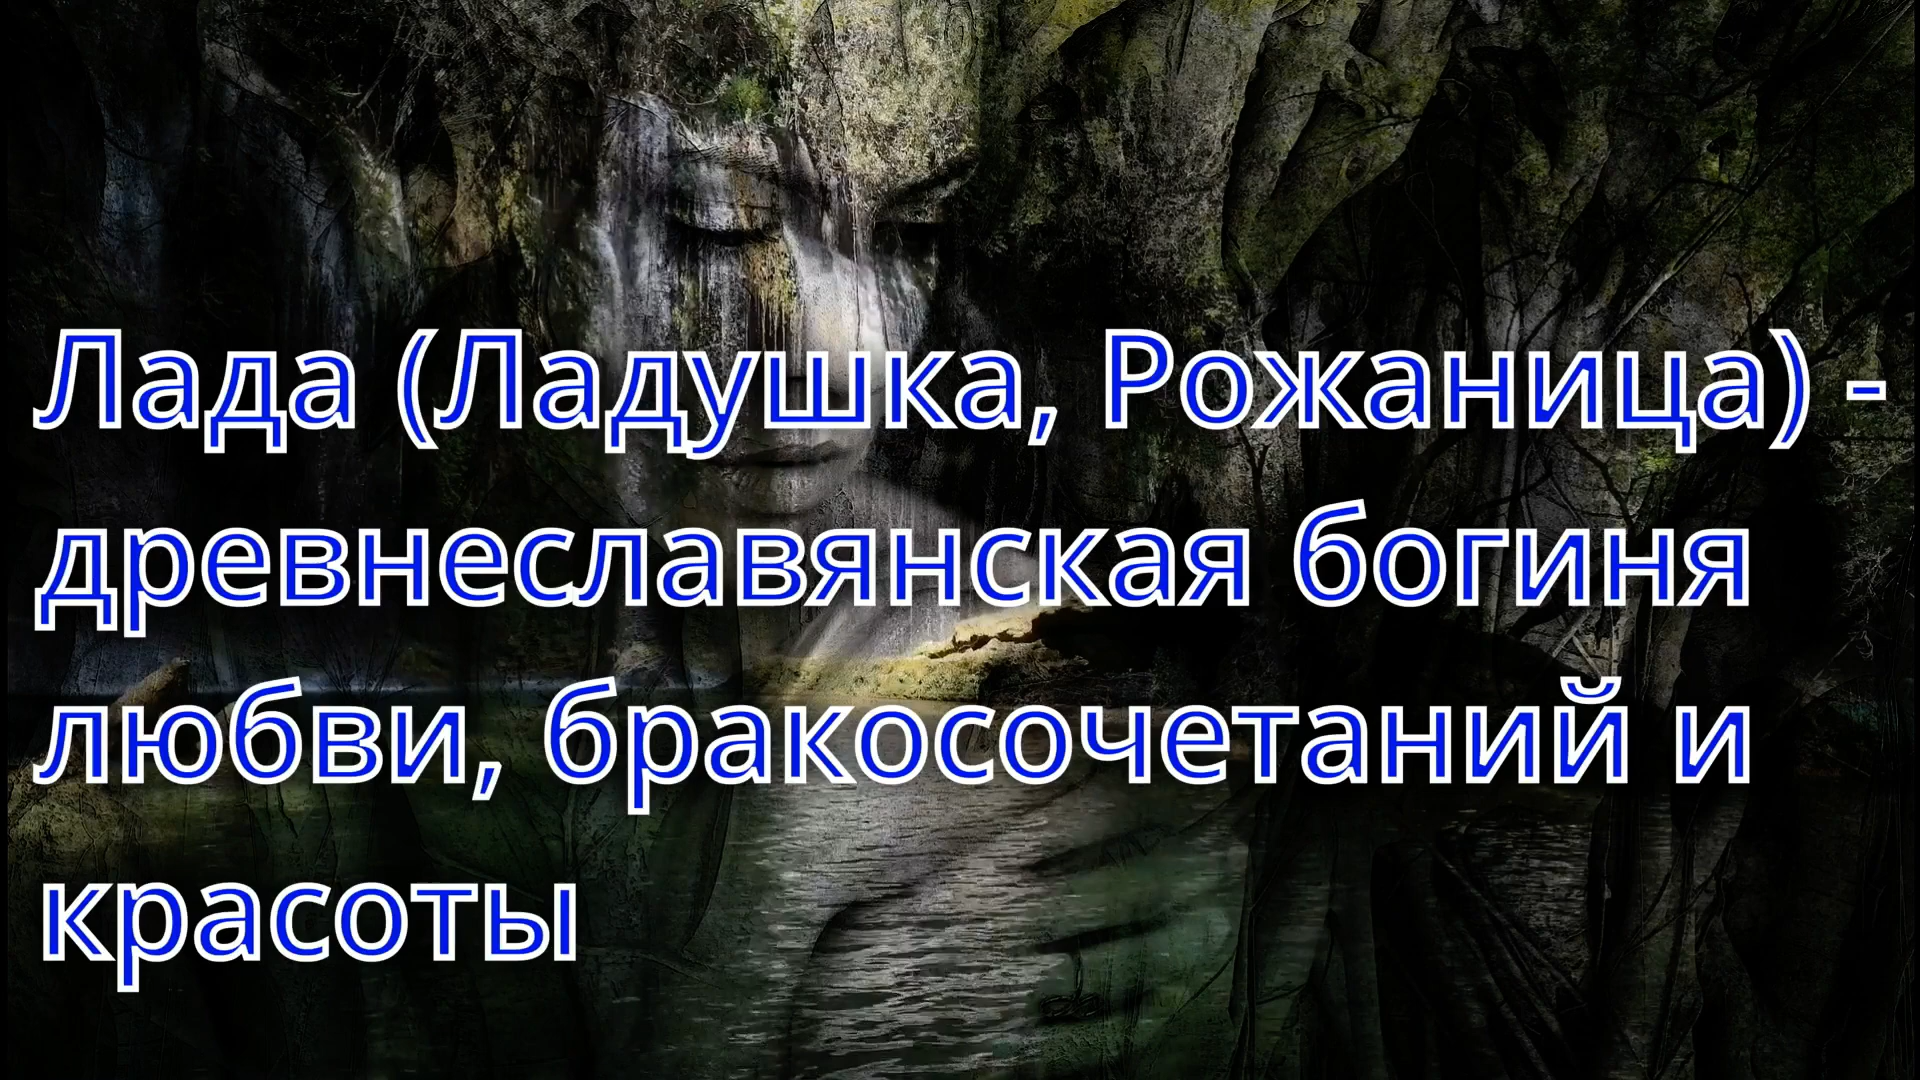 Лада (Ладушка, Рожаница) -
древнеславянская богиня
любви, бракосочетаний и
красоты